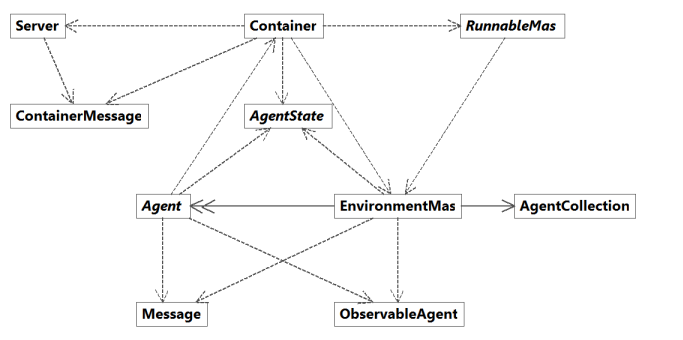 Server
Container
RunnableMas
ContainerMessage
AgentState
Agent
EnvironmentMas
AgentCollection
Message
ObservableAgent